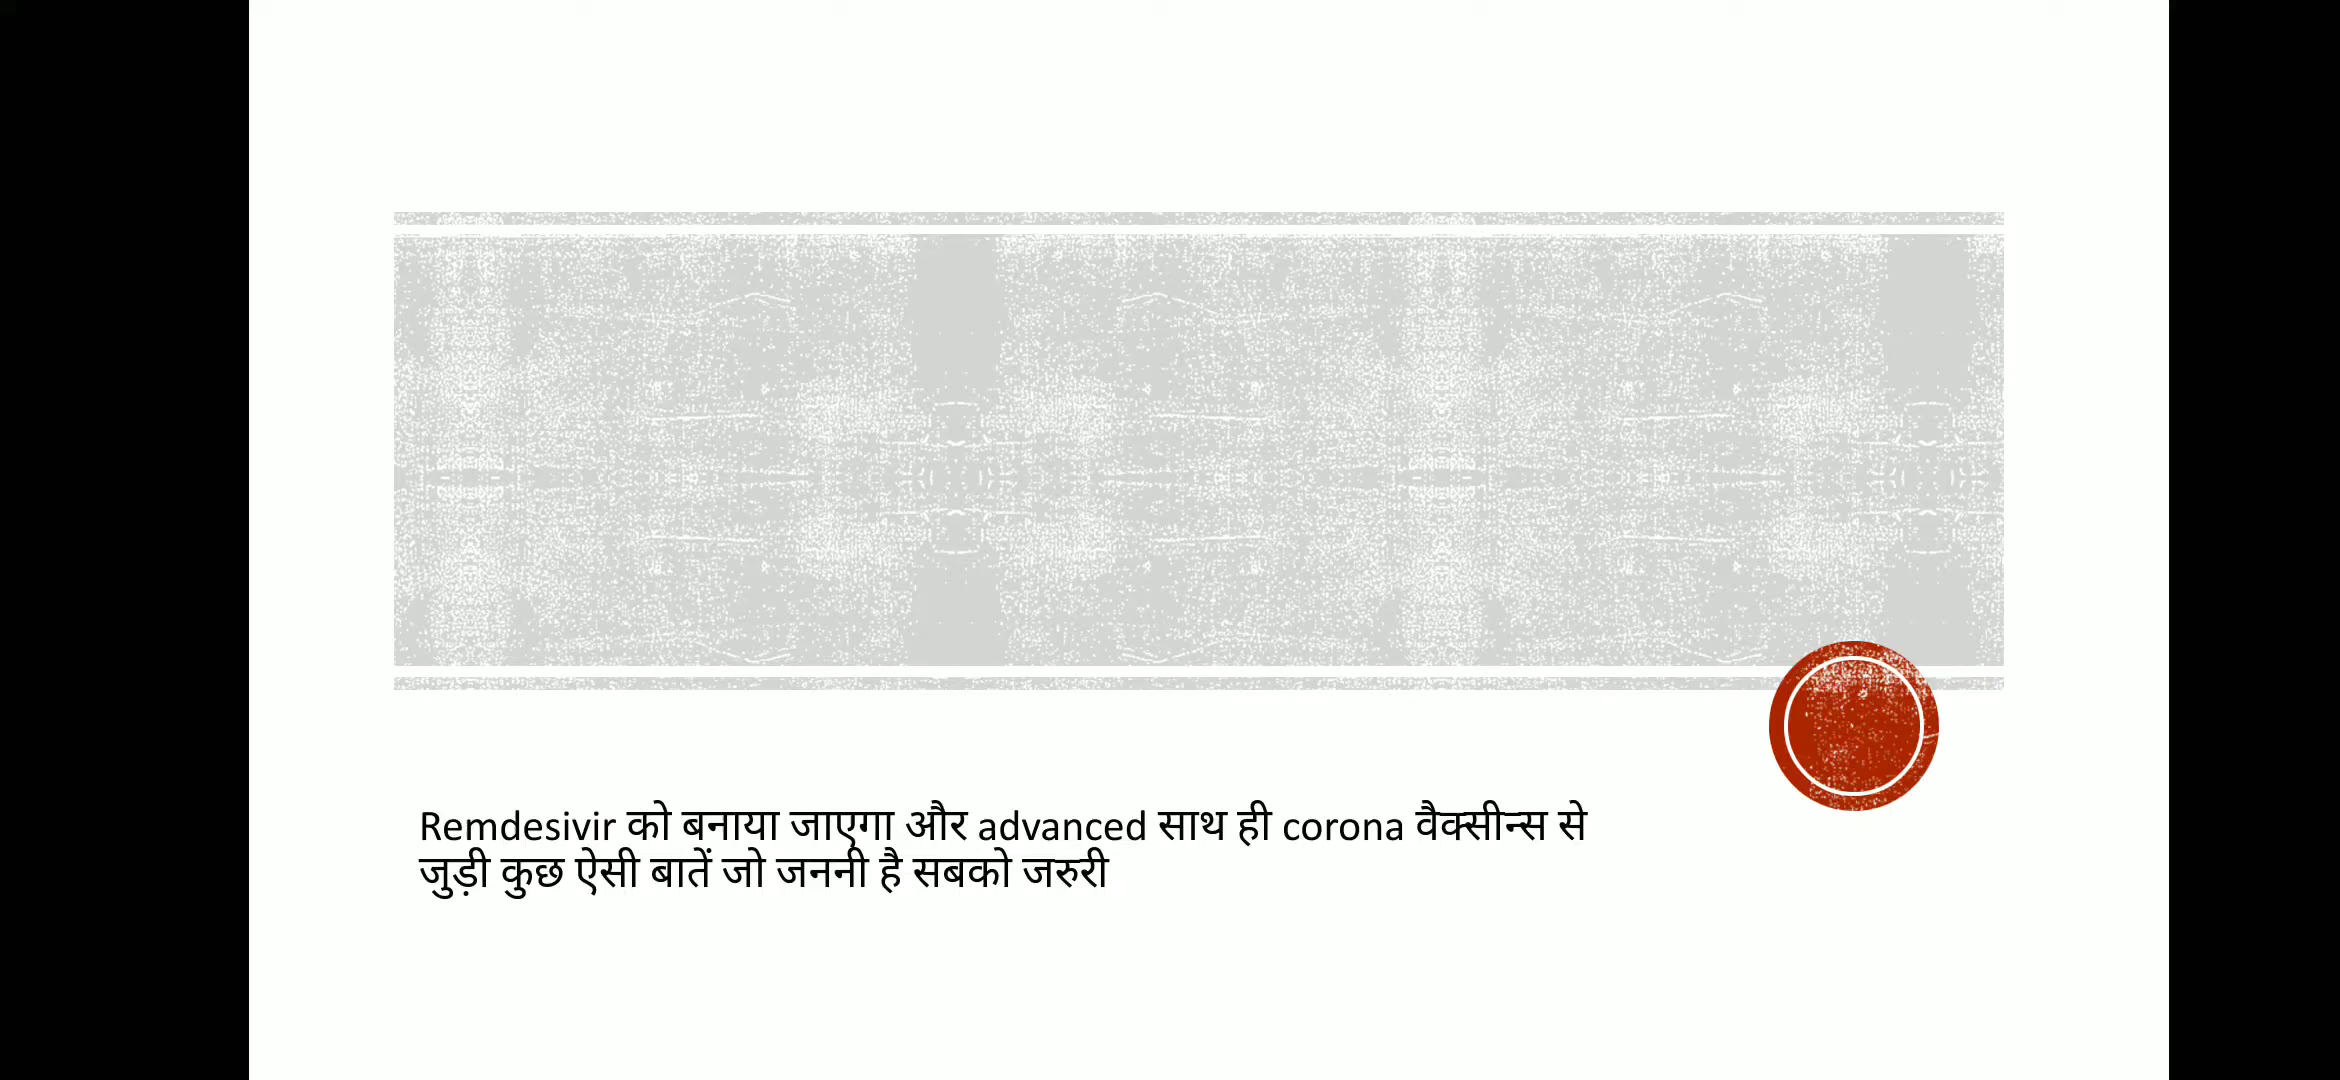 Remdesivir को बनाया जाएगा और advanced साथ ही corona वैक्सीन्स से
जुड़ी कुछ ऐसी बातें जो जननी है सबको जरुरी